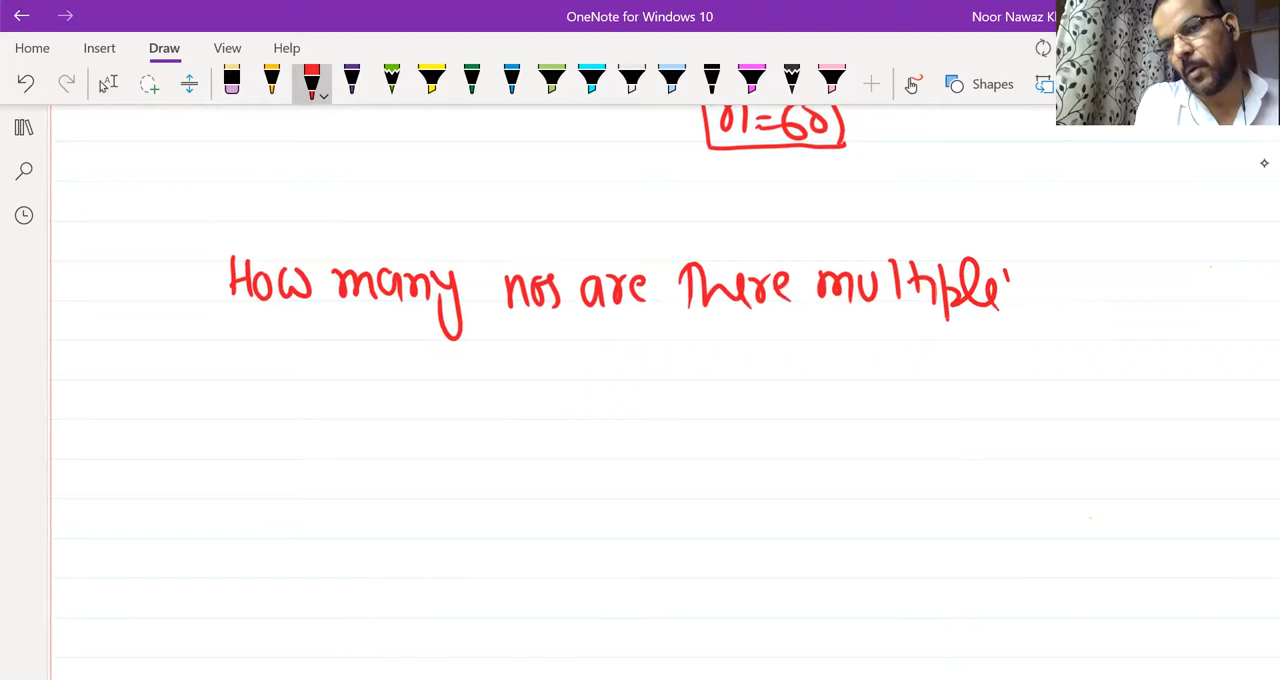 OneNote for Windows 10
Noor Nawaz
Home Insert Draw View Help
Shapes
How many nos are there multiple